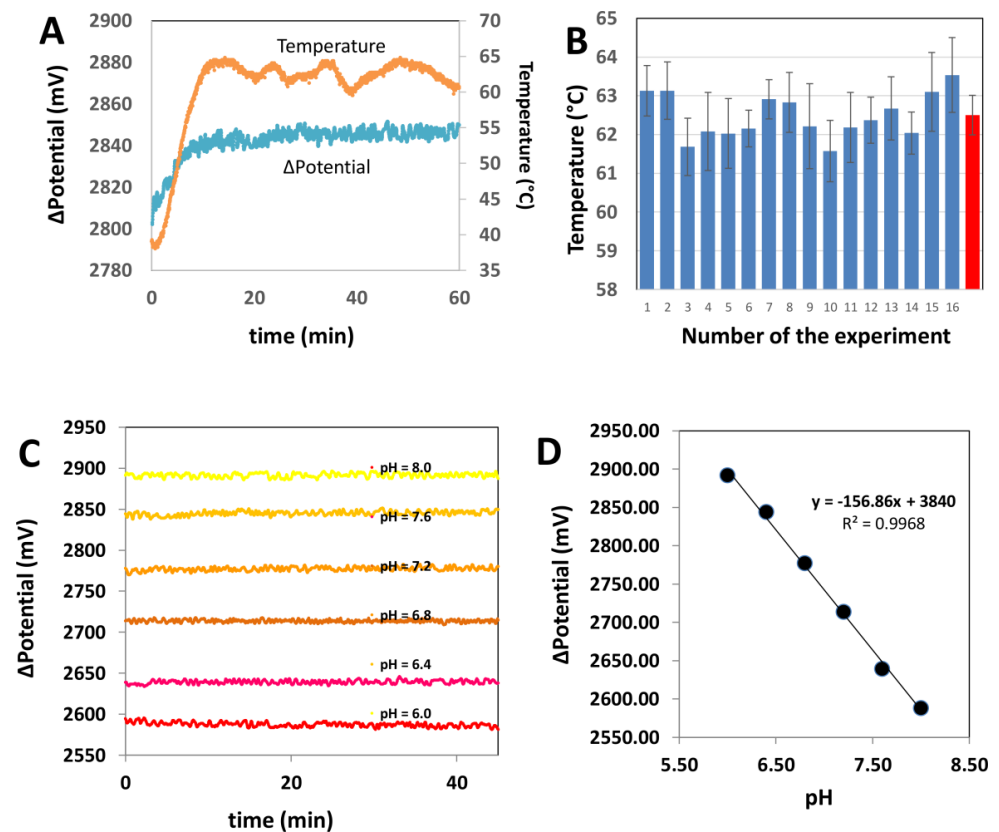 A
ΔPotential (mV)
2900
2880
2860
2840
2820
2800
2780
Temperature
ΔPotential
70
65
60
55
50
45
40
35
Temperature (°C)
0 20 40 60
time (min)
B
Temperature (°C)
65
64
63
62
61
60
59
58
1 2 3 4 5 6 7 8 9 10 11 12 13 14 15 16
Number of the experiment
C
ΔPotential (mV)
2950
2900
2850
2800
2750
2700
2650
2600
2550
pH = 8.0
pH = 7.6
pH = 7.2
pH = 6.8
pH = 6.4
pH = 6.0
0 20 40
time (min)
D
ΔPotential (mV)
2950.00
2900.00
2850.00
2800.00
2750.00
2700.00
2650.00
2600.00
2550.00
y = -156.86x + 3840
R² = 0.9968
5.50 6.50 7.50 8.50
pH